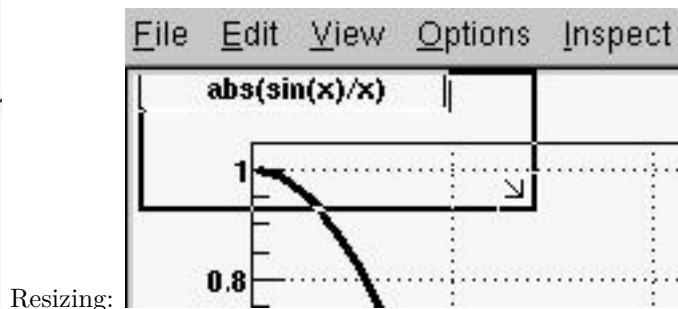 File Edit View Options Inspect
abs(sin(x)/x)
1
0.8
Resizing: